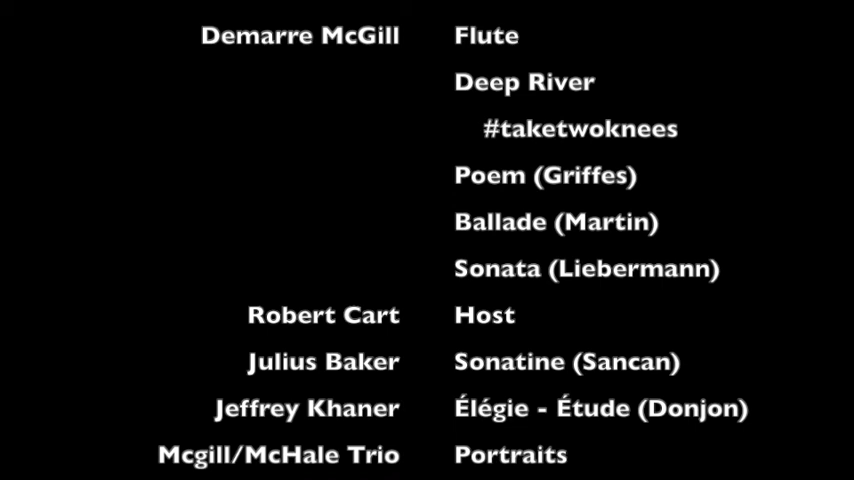 Demarre McGill Flute
Deep River
#taketwoknees
Poem (Griffes)
Ballade (Martin)
Sonata (Liebermann)
Robert Cart Host
Julius Baker Sonatine (Sancan)
Jeffrey Khaner Élégie - Étude (Donjon)
Mcgill/McHale Trio Portraits